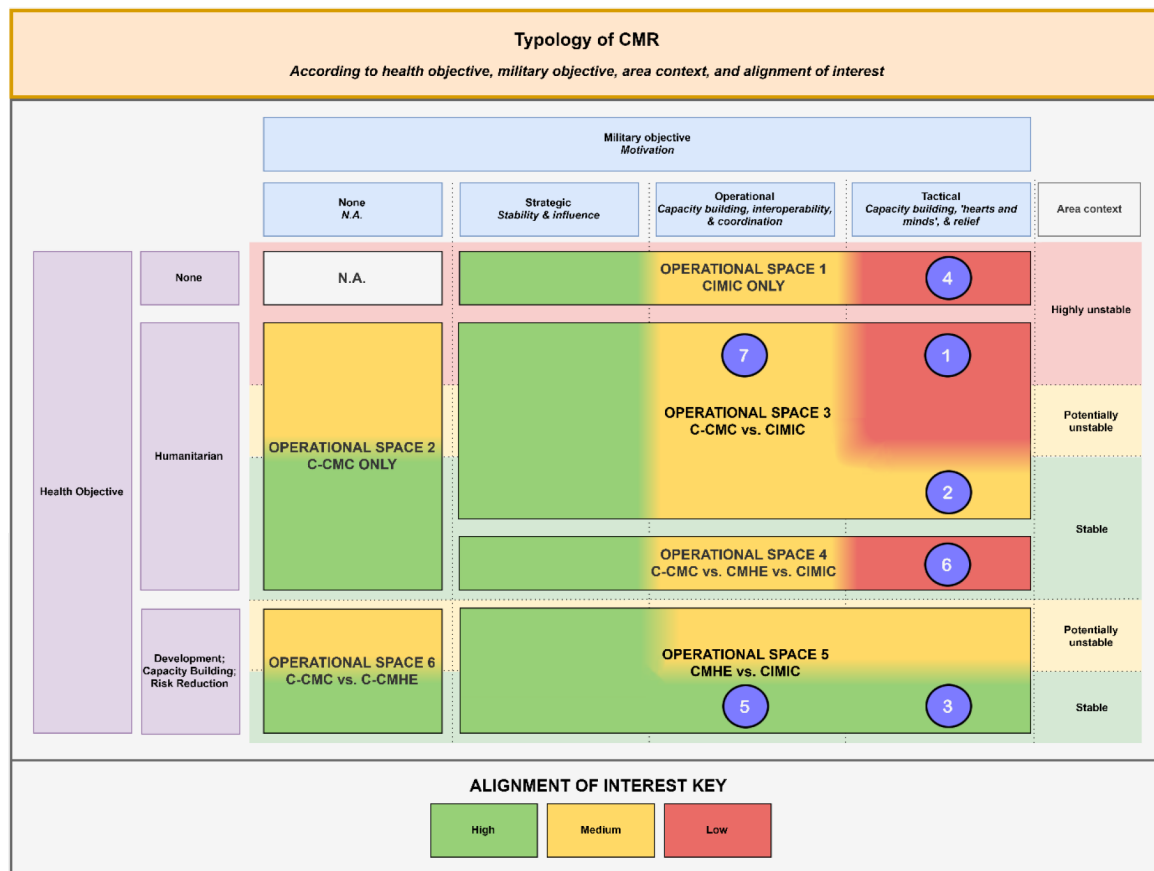 Typology of CMR
According to health objective, military objective, area context, and alignment of interest
Military objective
Motivation
None
N.A.
Strategic
Stability & influence
Operational
Capacity building, interoperability,
& coordination
Tactical
Capacity building, 'hearts and
minds', & relief
Area context
Health Objective
None
N.A.
OPERATIONAL SPACE 1
CIMIC ONLY
4
Highly unstable
Humanitarian
OPERATIONAL SPACE 2
C-CMC ONLY
7
1
OPERATIONAL SPACE 3
C-CMC vs. CIMIC
Potentially
unstable
2
Stable
OPERATIONAL SPACE 4
C-CMC vs. CMHE vs. CIMIC
6
Development;
Capacity Building;
Risk Reduction
OPERATIONAL SPACE 6
C-CMC vs. C-CMHE
OPERATIONAL SPACE 5
CMHE vs. CIMIC
Potentially
unstable
5
3
Stable
ALIGNMENT OF INTEREST KEY
High
Medium
Low